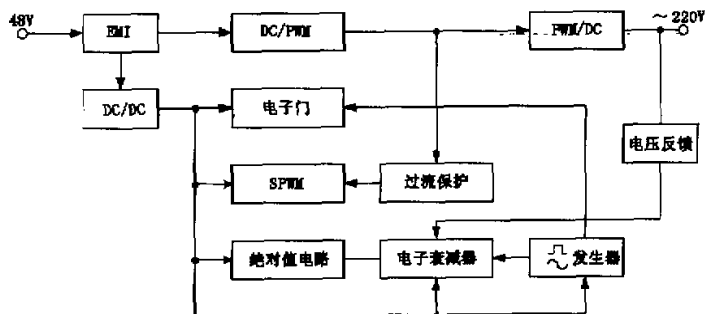 48V
EMI
DC/PWM
PWM/DC
~220V
DC/DC
电子门
电压反馈
SPWM
过流保护
绝对值电路
电子衰减器
发生器